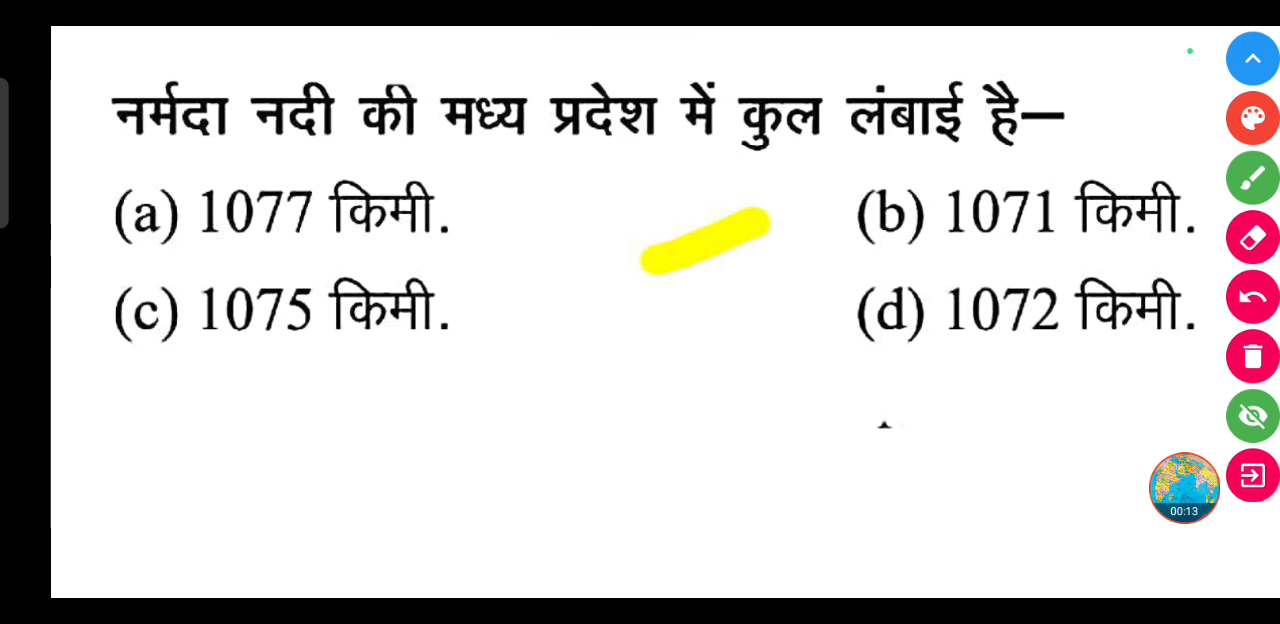 नर्मदा नदी की मध्य प्रदेश में कुल लंबाई है—
(a) 1077 किमी. (b) 1071 किमी.
(c) 1075 किमी. (d) 1072 किमी.
00:13